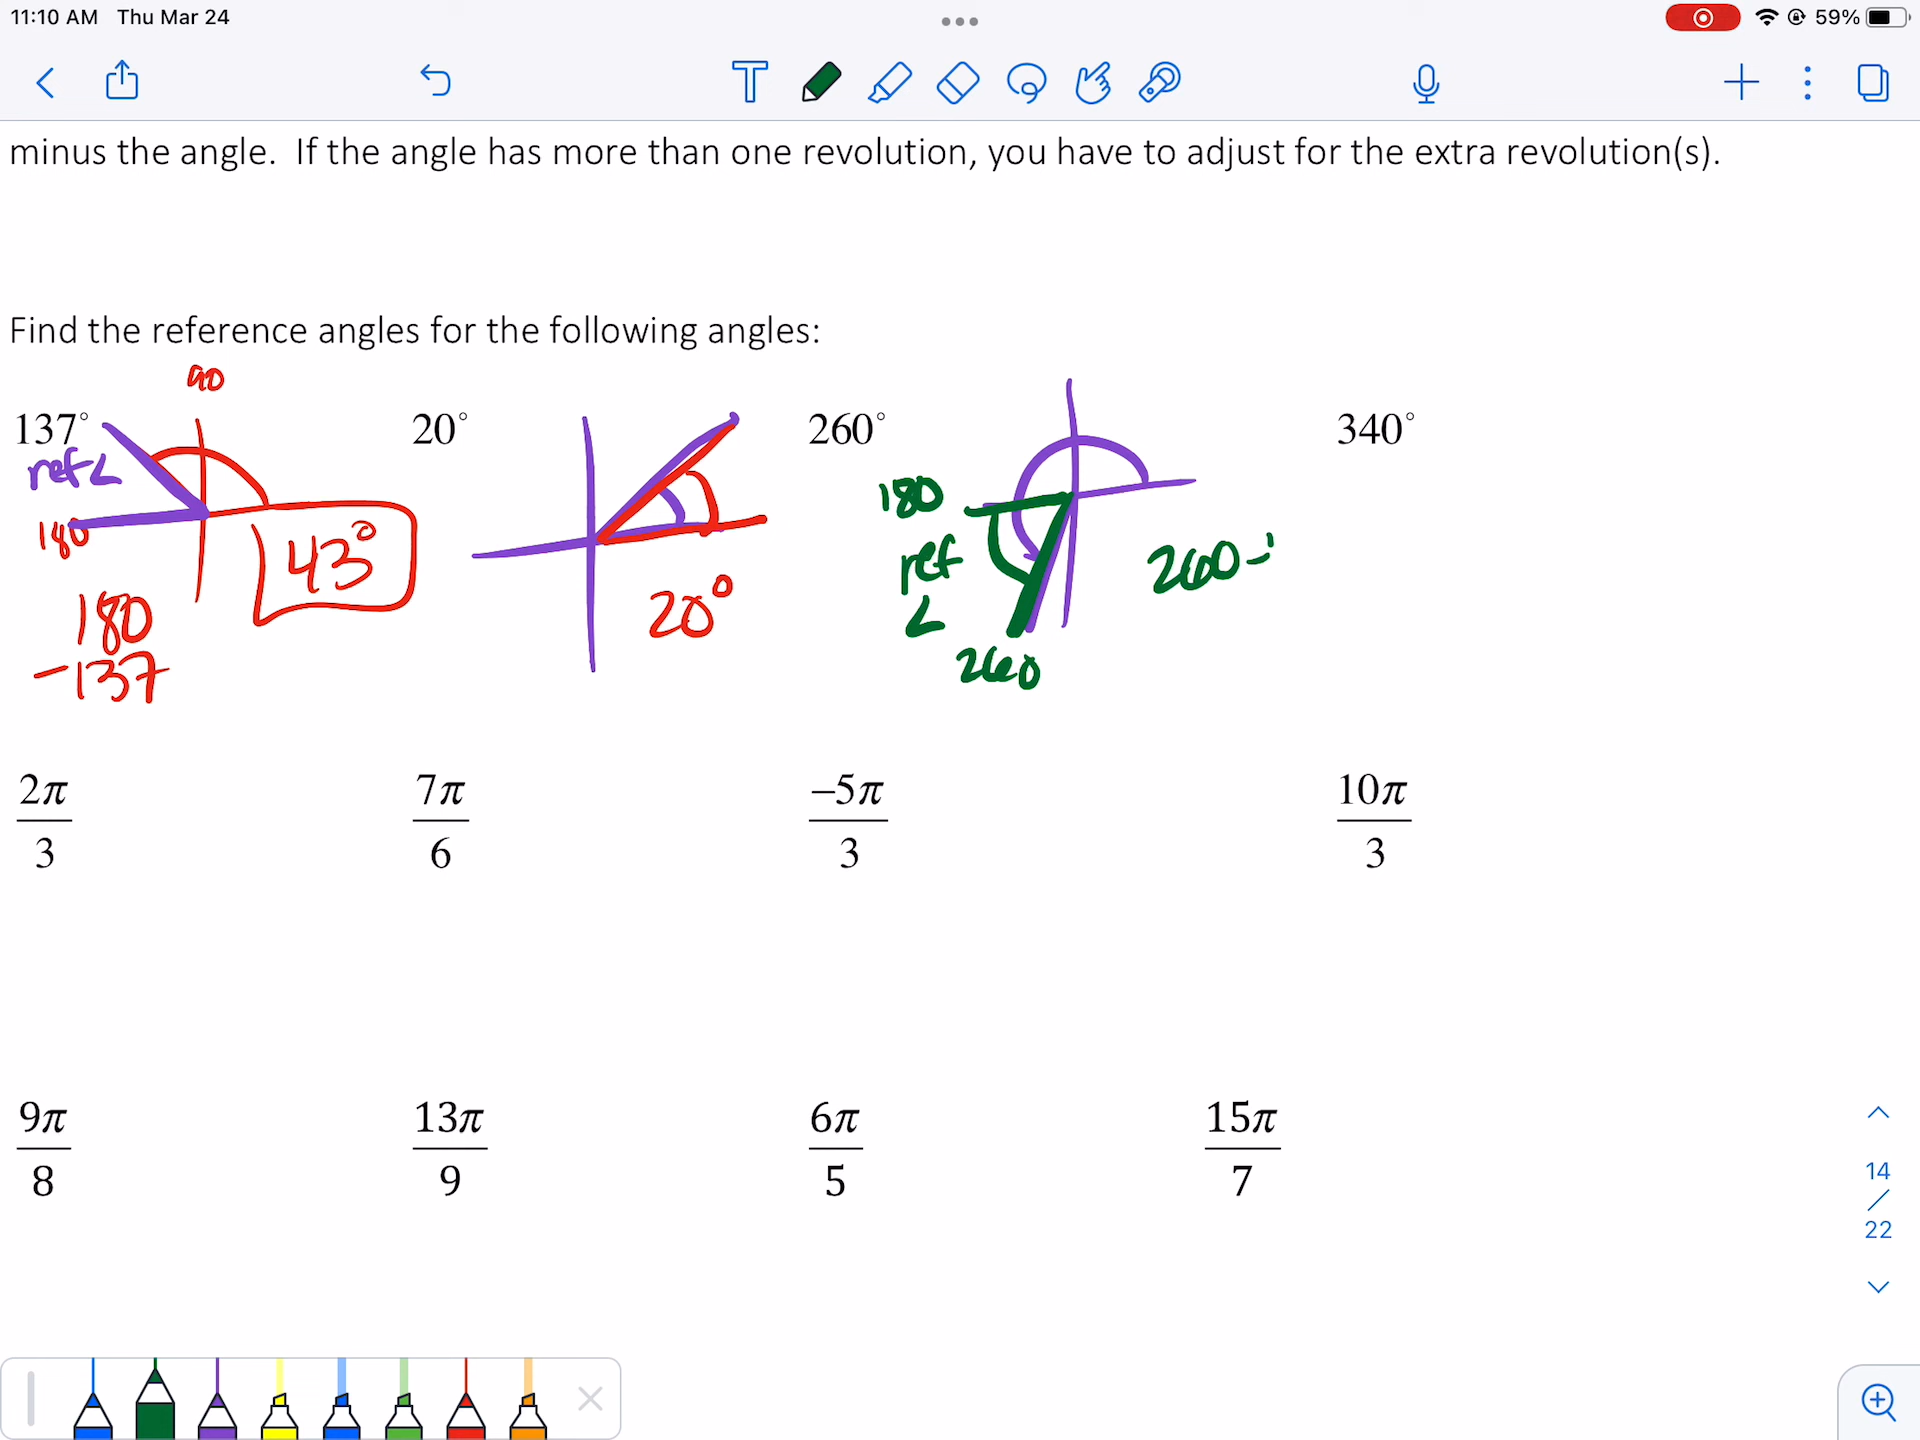 11:10 AM Thu Mar 24
59%
minus the angle. If the angle has more than one revolution, you have to adjust for the extra revolution(s).
Find the reference angles for the following angles:
90
137° 20° 260° 340°
ref∠
180
180
43°
ref
∠
260-1
180
-137
20°
260
2π/3 7π/6 -5π/3 10π/3
9π/8 13π/9 6π/5 15π/7
14
/
22